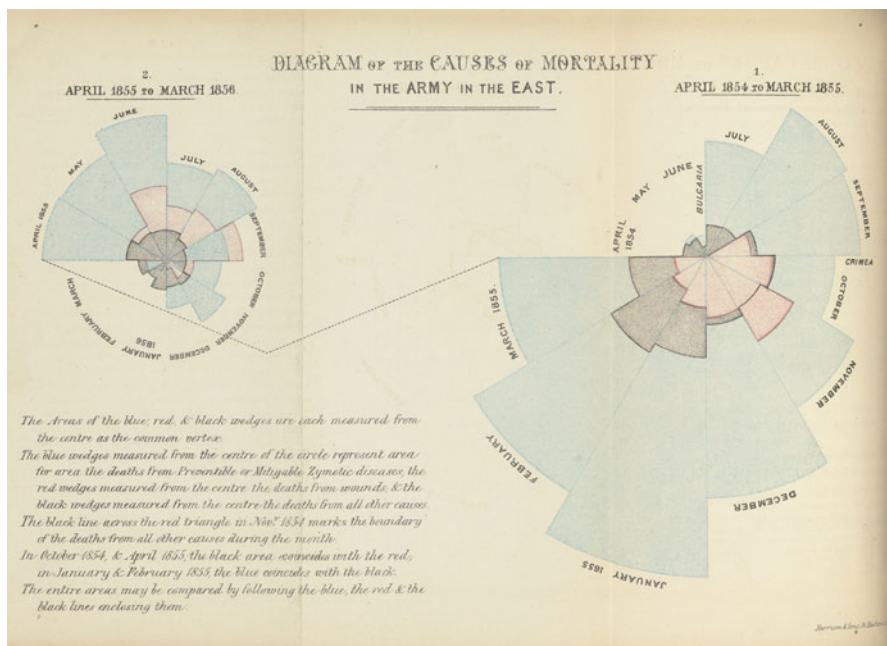 DIAGRAM OF THE CAUSES OF MORTALITY
IN THE ARMY IN THE EAST.
2.
APRIL 1855 TO MARCH 1856.
1.
APRIL 1854 TO MARCH 1855.
APRIL 1855
MAY
JUNE
JULY
AUGUST
SEPTEMBER
OCTOBER
NOVEMBER
DECEMBER
JANUARY
1856
FEBRUARY
MARCH
APRIL
1854
MAY
JUNE
BULGARIA
JULY
AUGUST
SEPTEMBER
CRIMEA
OCTOBER
NOVEMBER
DECEMBER
JANUARY 1855
FEBRUARY
MARCH 1855.
The Areas of the blue, red, & black wedges are each measured from
the centre as the common vertex.
The blue wedges measured from the centre of the circle represent area
for area the deaths from Preventible or Mitigable Zymotic diseases, the
red wedges measured from the centre the deaths from wounds, & the
black wedges measured from the centre the deaths from all other causes.
The black line across the red triangle in Novr. 1854 marks the boundary
of the deaths from all other causes during the month.
In October 1854, & April 1855, the black area coincides with the red,
in January & February 1855, the blue coincides with the black.
The entire areas may be compared by following the blue, the red & the
black lines enclosing them.
Harrison & Sons